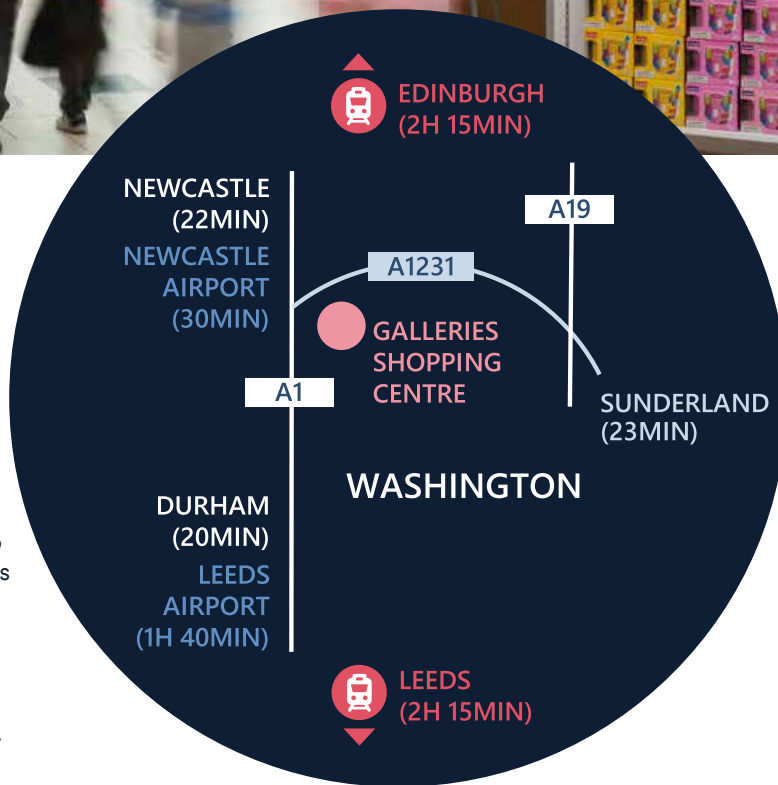 EDINBURGH
(2H 15MIN)
NEWCASTLE
(22MIN)
NEWCASTLE
AIRPORT
(30MIN)
A19
A1231
GALLERIES
SHOPPING
CENTRE
A1
SUNDERLAND
(23MIN)
WASHINGTON
DURHAM
(20MIN)
LEEDS
AIRPORT
(1H 40MIN)
LEEDS
(2H 15MIN)